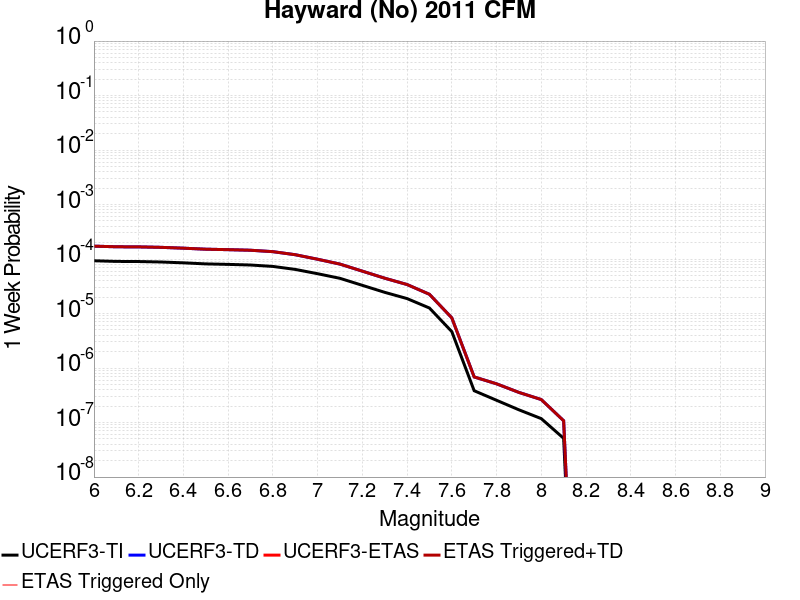 Hayward (No) 2011 CFM
10^0
10^-1
10^-2
10^-3
10^-4
10^-5
10^-6
10^-7
10^-8
1 Week Probability
6 6.2 6.4 6.6 6.8 7 7.2 7.4 7.6 7.8 8 8.2 8.4 8.6 8.8 9
Magnitude
UCERF3-TI UCERF3-TD UCERF3-ETAS ETAS Triggered+TD
ETAS Triggered Only